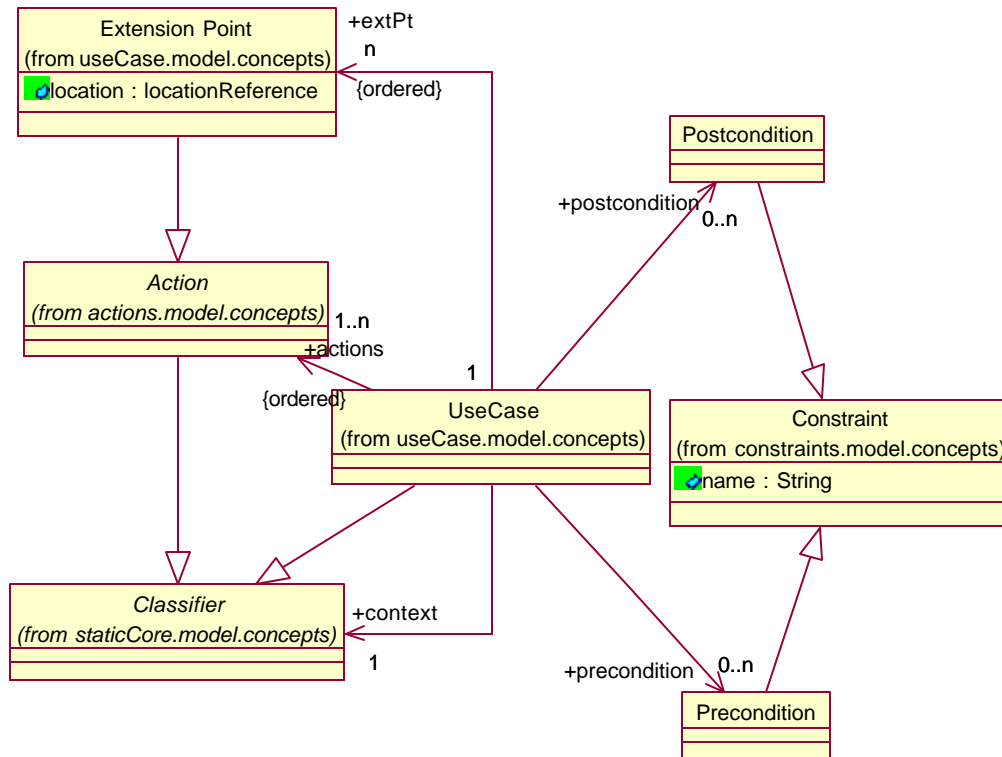 Extension Point
(from useCase.model.concepts)
location : locationReference
+extPt
n
{ordered}
Postcondition
+postcondition
0..n
Action
(from actions.model.concepts)
1..n
+actions
{ordered}
1
UseCase
(from useCase.model.concepts)
Constraint
(from constraints.model.concepts)
name : String
Classifier
(from staticCore.model.concepts)
+context
1
+precondition
0..n
Precondition